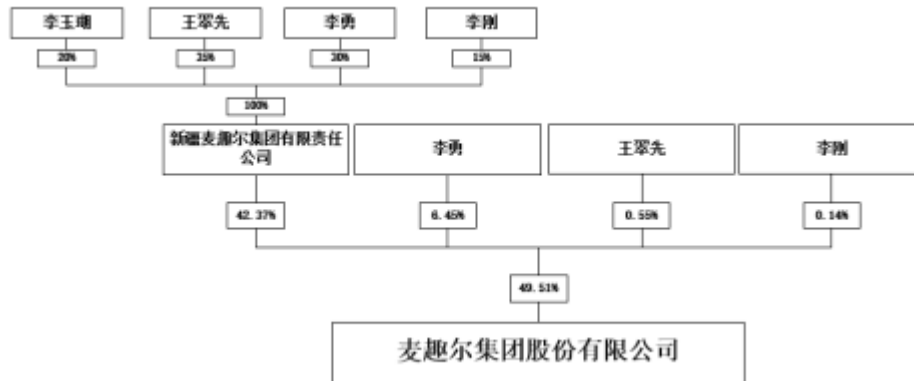 李玉瑚
王翠先
李勇
李刚
20%
35%
30%
15%
100%
新疆麦趣尔集团有限责任
公司
李勇
王翠先
李刚
42.37%
6.45%
0.55%
0.14%
49.51%
麦趣尔集团股份有限公司